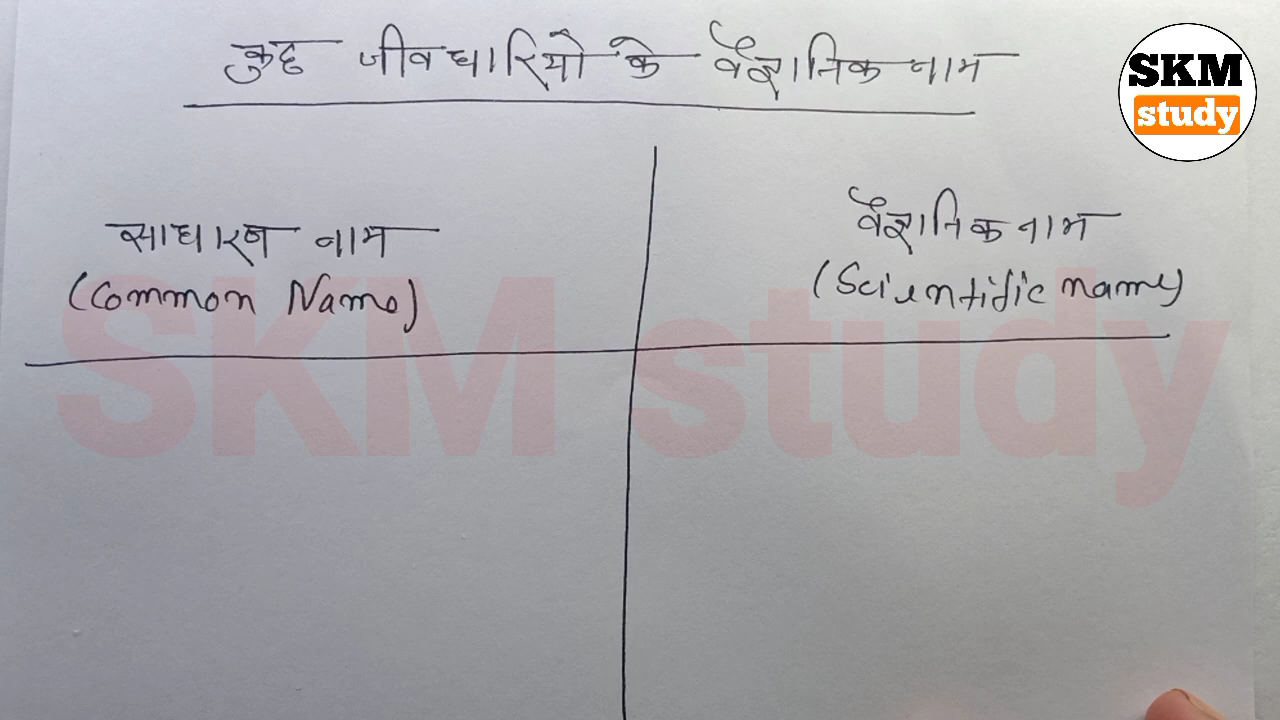 कुछ जीवधारियो के वैज्ञानिक नाम
SKM
study
साधारण नाम
(Common Name)
वैज्ञानिक नाम
(Scientific name)
SKM study